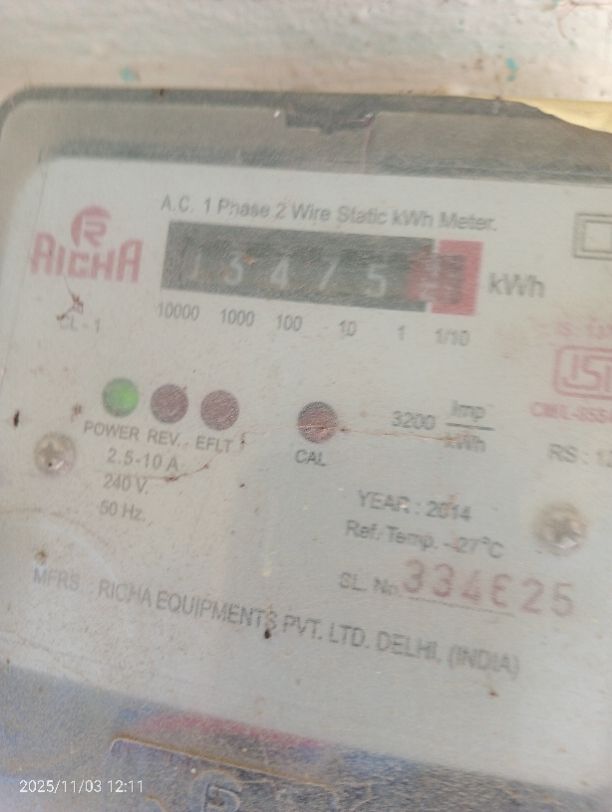 A.C. 1 Phase 2 Wire Static kWh Meter.
RICHA
13475 kWh
10000 1000 100 10 1 1/10
CL - 1
POWER REV. EFLT
CAL
3200 imp/kWh
2.5-10 A
240 V.
50 Hz.
YEAR : 2014
Ref. Temp. -27°C
SL. No.
MFRS RICHA EQUIPMENTS PVT. LTD. DELHI. (INDIA)
2025/11/03 12:11